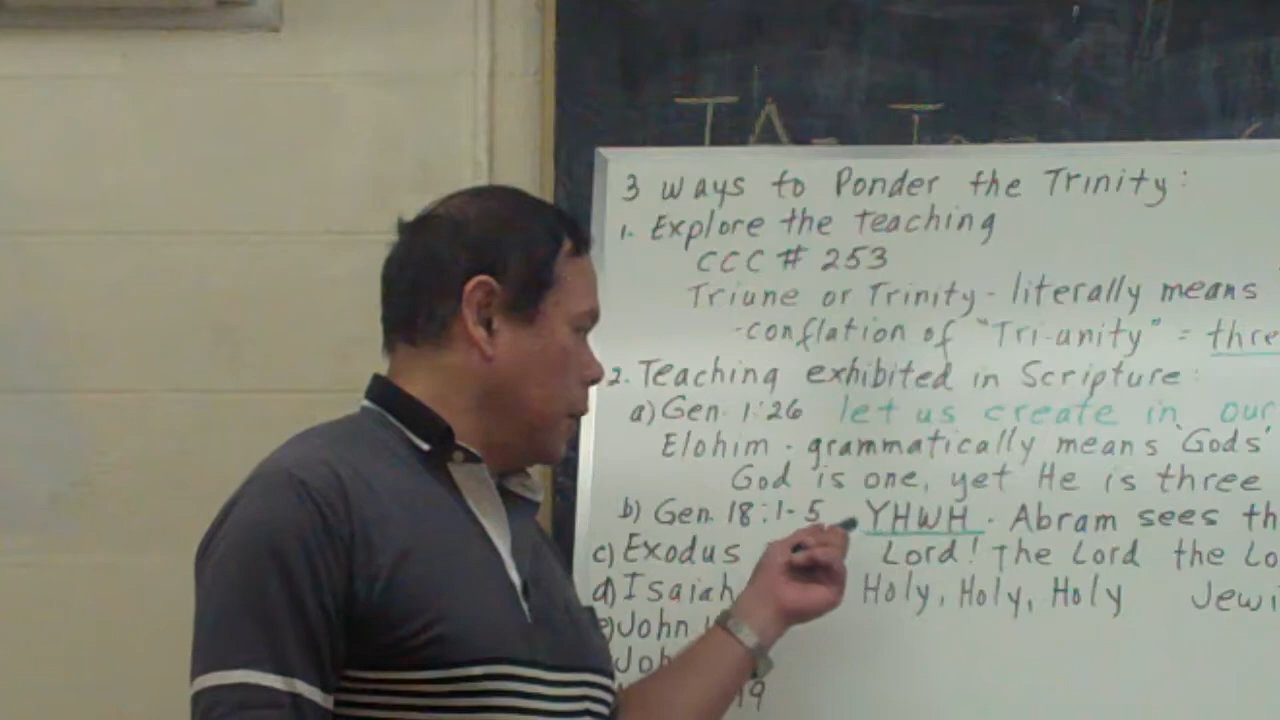 TA T
3 Ways to Ponder the Trinity:
1. Explore the teaching
CCC # 253
Triune or Trinity - literally means
-conflation of "Tri-unity" =
2. Teaching exhibited in Scripture:
a) Gen. 1:26 let us create in our
Elohim - grammatically means 'Gods'
God is one, yet He is three
b) Gen. 18:1-5 YHWH - Abram sees
c) Exodus Lord! The Lord the
d) Isaiah Holy, Holy, Holy
e) John